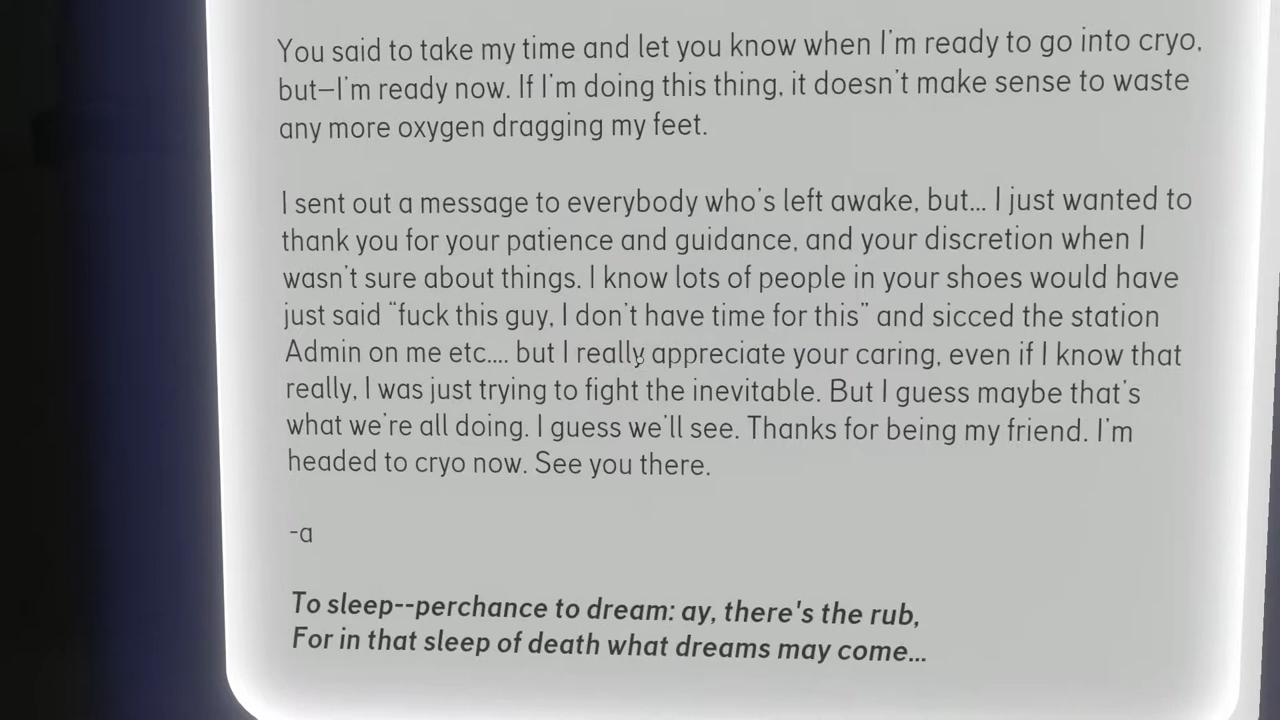 You said to take my time and let you know when I'm ready to go into cryo,
but—I'm ready now. If I'm doing this thing, it doesn't make sense to waste
any more oxygen dragging my feet.
I sent out a message to everybody who's left awake, but... I just wanted to
thank you for your patience and guidance, and your discretion when I
wasn't sure about things. I know lots of people in your shoes would have
just said “fuck this guy, I don't have time for this” and sicced the station
Admin on me etc.... but I really appreciate your caring, even if I know that
really, I was just trying to fight the inevitable. But I guess maybe that's
what we're all doing. I guess we'll see. Thanks for being my friend. I'm
headed to cryo now. See you there.
-a
To sleep--perchance to dream: ay, there's the rub,
For in that sleep of death what dreams may come...